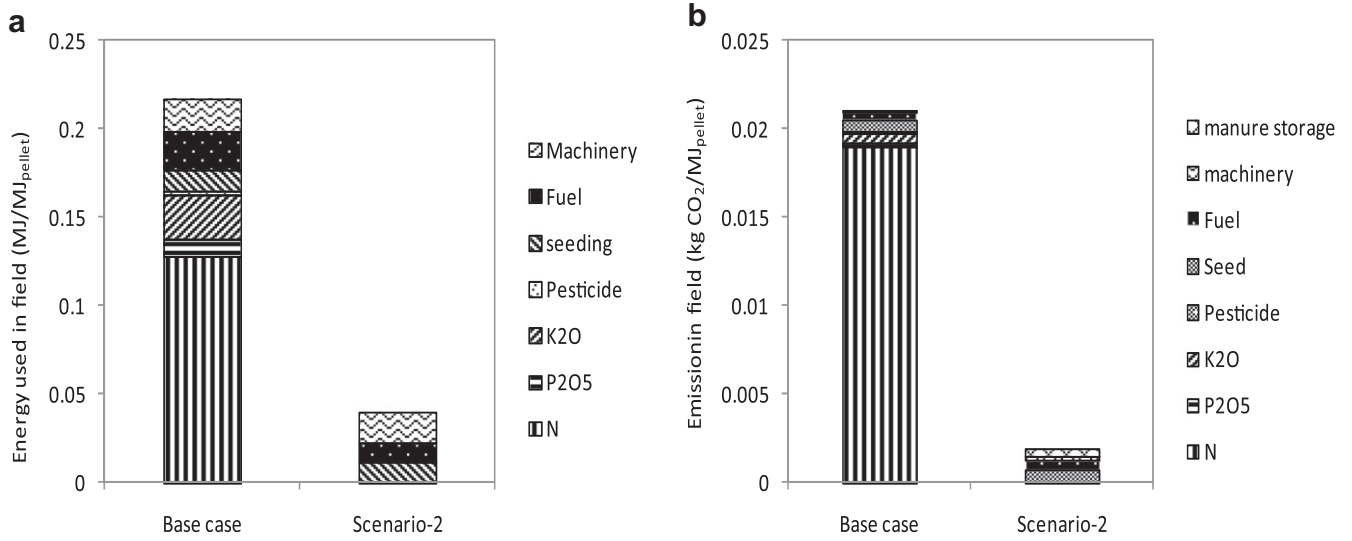 a
Energy used in field (MJ/MJpellet)
0.25
0.2
0.15
0.1
0.05
0
Base case
Scenario-2
Machinery
Fuel
seeding
Pesticide
K2O
P2O5
N
b
Emissionin field (kg CO₂/MJpellet)
0.025
0.02
0.015
0.01
0.005
0
Base case
Scenario-2
manure storage
machinery
Fuel
Seed
Pesticide
K2O
P2O5
N